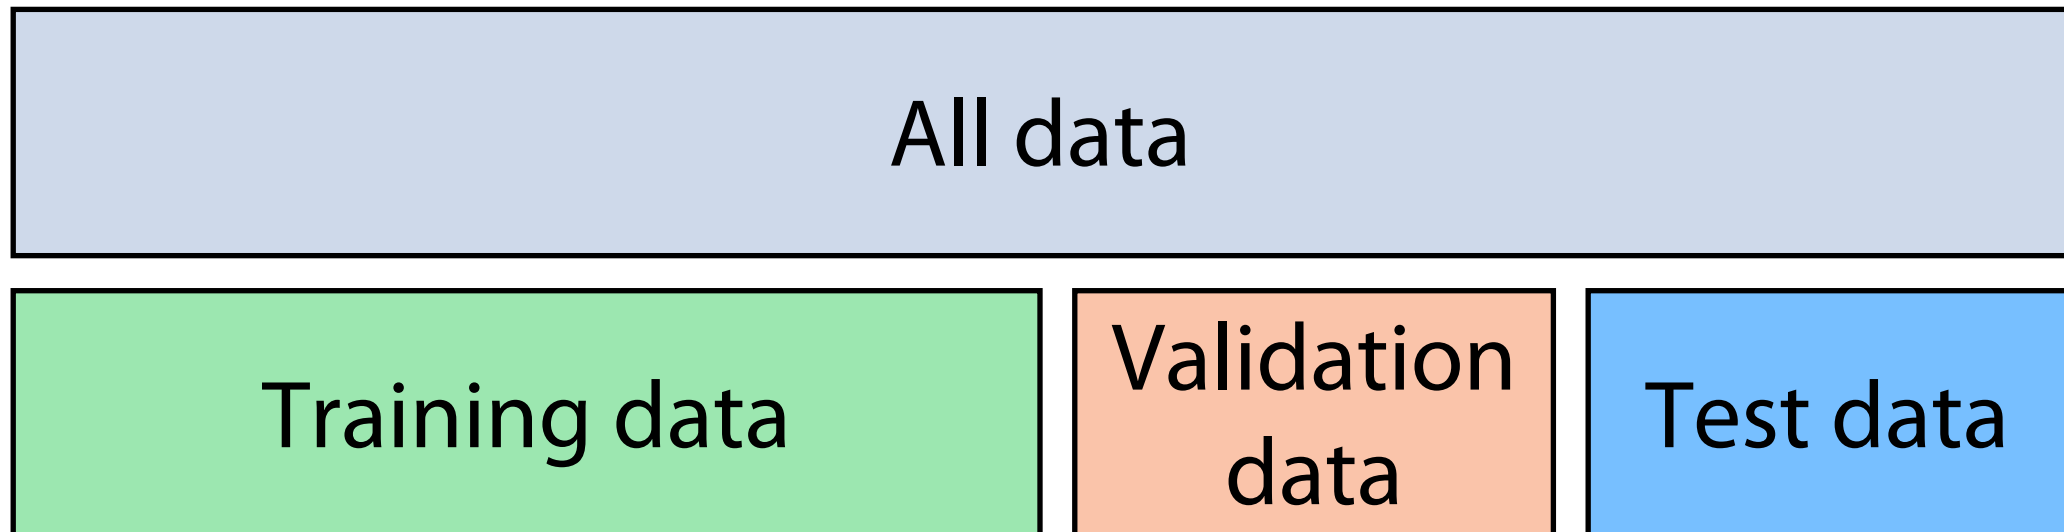 All data
Training data
Validation
data
Test data